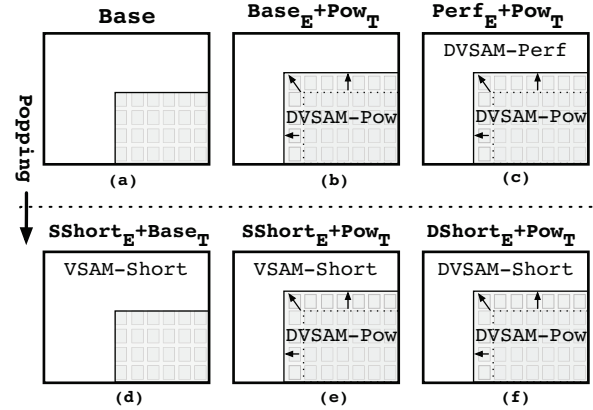 Base
Base_E+Pow_T
Perf_E+Pow_T
DVSAM-Perf
DVSAM-Pow
DVSAM-Pow
(a)
(b)
(c)
Popping
SShort_E+Base_T
SShort_E+Pow_T
DShort_E+Pow_T
VSAM-Short
VSAM-Short
DVSAM-Short
DVSAM-Pow
DVSAM-Pow
(d)
(e)
(f)